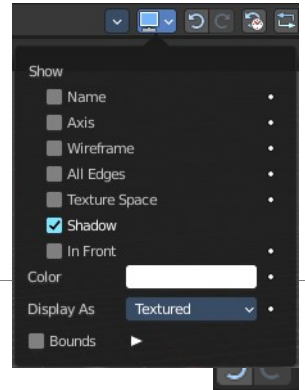 Show
Name
Axis
Wireframe
All Edges
Texture Space
Shadow
In Front
Color
Display As Textured
Bounds